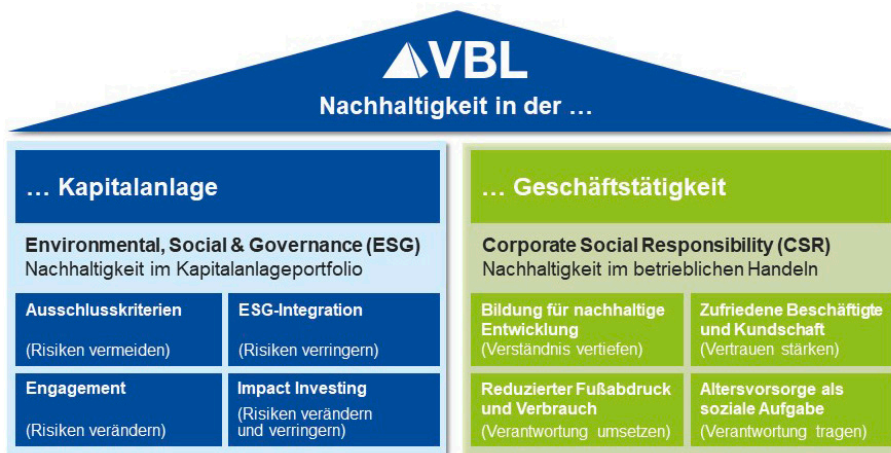 VBL
Nachhaltigkeit in der …
… Kapitalanlage
Environmental, Social & Governance (ESG)
Nachhaltigkeit im Kapitalanlageportfolio
Ausschlusskriterien
(Risiken vermeiden)
ESG-Integration
(Risiken verringern)
Engagement
(Risiken verändern)
Impact Investing
(Risiken verändern
und verringern)
… Geschäftstätigkeit
Corporate Social Responsibility (CSR)
Nachhaltigkeit im betrieblichen Handeln
Bildung für nachhaltige
Entwicklung
(Verständnis vertiefen)
Zufriedene Beschäftigte
und Kundschaft
(Vertrauen stärken)
Reduzierter Fußabdruck
und Verbrauch
(Verantwortung umsetzen)
Altersvorsorge als
soziale Aufgabe
(Verantwortung tragen)